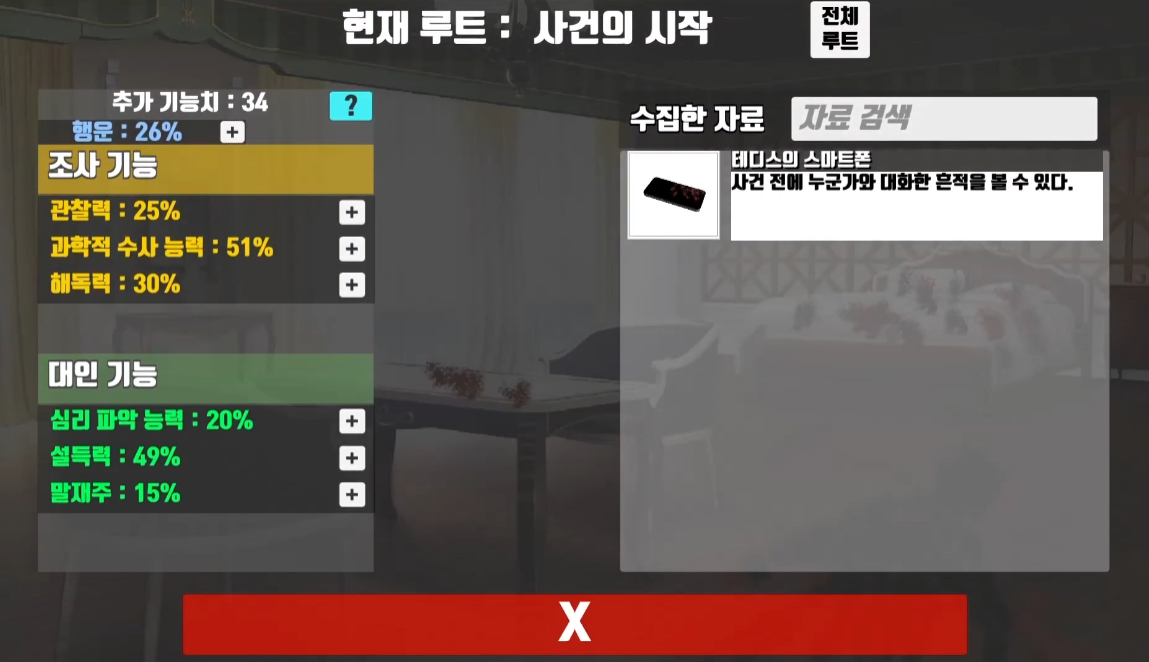 현재 루트 : 사건의 시작
전체
루트
추가 기능치 : 34
?
행운 : 26%
+
조사 기능
관찰력 : 25%
+
과학적 수사 능력 : 51%
+
해독력 : 30%
+
대인 기능
심리 파악 능력 : 20%
+
설득력 : 49%
+
말재주 : 15%
+
수집한 자료
자료 검색
테디스의 스마트폰
사건 전에 누군가와 대화한 흔적을 볼 수 있다.
X